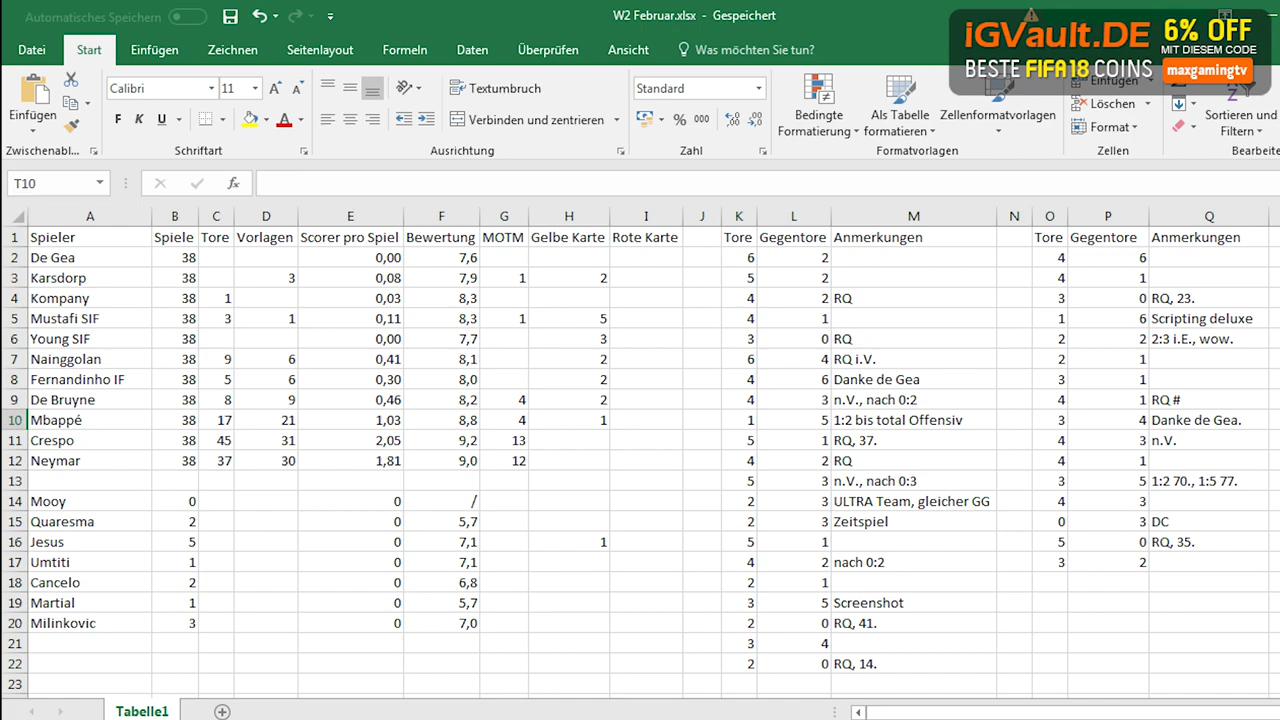 Automatisches Speichern
W2 Februar.xlsx - Gespeichert
iGVault.DE 6% OFF
MIT DIESEM CODE
BESTE FIFA18 COINS maxgamingtv
Datei Start Einfügen Zeichnen Seitenlayout Formeln Daten Überprüfen Ansicht Was möchten Sie tun?
Einfügen
Calibri 11
Textumbruch
Standard
Bedingte Formatierung
Als Tabelle formatieren
Zellenformatvorlagen
Einfügen
Löschen
Format
Sortieren und Filtern
F K U
Verbinden und zentrieren
% 000
Zwischenabl... Schriftart Ausrichtung Zahl Formatvorlagen Zellen Bearbeite
T10 fx
A B C D E F G H I J K L M N O P Q
1 Spieler Spiele Tore Vorlagen Scorer pro Spiel Bewertung MOTM Gelbe Karte Rote Karte Tore Gegentore Anmerkungen Tore Gegentore Anmerkungen
2 De Gea 38 0,00 7,6 6 2 4 6
3 Karsdorp 38 3 0,08 7,9 1 2 5 2 4 1
4 Kompany 38 1 0,03 8,3 4 2 RQ 3 0 RQ, 23.
5 Mustafi SIF 38 3 1 0,11 8,3 1 5 4 1 1 6 Scripting deluxe
6 Young SIF 38 0,00 7,7 3 3 0 RQ 2 2 2:3 i.E., wow.
7 Nainggolan 38 9 6 0,41 8,1 2 6 4 RQ i.V. 2 1
8 Fernandinho IF 38 5 6 0,30 8,0 2 4 6 Danke de Gea 3 1
9 De Bruyne 38 8 9 0,46 8,2 4 2 4 3 n.V., nach 0:2 4 1 RQ #
10 Mbappé 38 17 21 1,03 8,8 4 1 1 5 1:2 bis total Offensiv 3 4 Danke de Gea.
11 Crespo 38 45 31 2,05 9,2 13 5 1 RQ, 37. 4 3 n.V.
12 Neymar 38 37 30 1,81 9,0 12 4 2 RQ 4 1
13 5 3 n.V., nach 0:3 3 5 1:2 70., 1:5 77.
14 Mooy 0 0 / 2 3 ULTRA Team, gleicher GG 4 3
15 Quaresma 2 0 5,7 2 3 Zeitspiel 0 3 DC
16 Jesus 5 0 7,1 1 5 1 5 0 RQ, 35.
17 Umtiti 1 0 7,1 4 2 nach 0:2 3 2
18 Cancelo 2 0 6,8 2 1
19 Martial 1 0 5,7 3 5 Screenshot
20 Milinkovic 3 0 7,0 2 0 RQ, 41.
21 3 4
22 2 0 RQ, 14.
23
Tabelle1